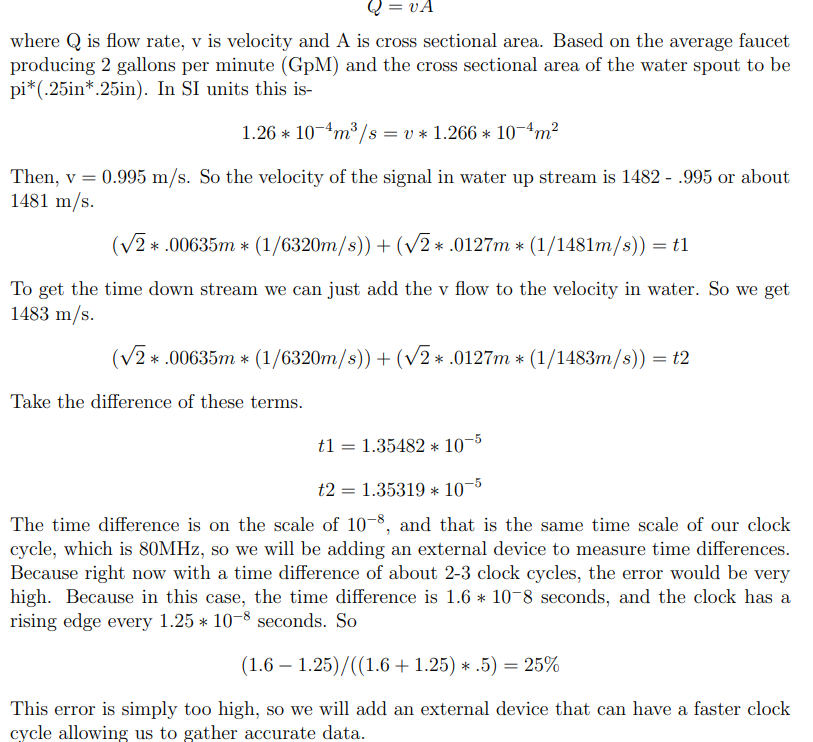 Q = vA
where Q is flow rate, v is velocity and A is cross sectional area. Based on the average faucet
producing 2 gallons per minute (GpM) and the cross sectional area of the water spout to be
pi*(.25in*.25in). In SI units this is-
1.26 ∗ 10⁻⁴m³/s = v ∗ 1.266 ∗ 10⁻⁴m²
Then, v = 0.995 m/s. So the velocity of the signal in water up stream is 1482 - .995 or about
1481 m/s.
(√2 ∗ .00635m ∗ (1/6320m/s)) + (√2 ∗ .0127m ∗ (1/1481m/s)) = t1
To get the time down stream we can just add the v flow to the velocity in water. So we get
1483 m/s.
(√2 ∗ .00635m ∗ (1/6320m/s)) + (√2 ∗ .0127m ∗ (1/1483m/s)) = t2
Take the difference of these terms.
t1 = 1.35482 ∗ 10⁻⁵
t2 = 1.35319 ∗ 10⁻⁵
The time difference is on the scale of 10⁻⁸, and that is the same time scale of our clock
cycle, which is 80MHz, so we will be adding an external device to measure time differences.
Because right now with a time difference of about 2-3 clock cycles, the error would be very
high. Because in this case, the time difference is 1.6 ∗ 10⁻8 seconds, and the clock has a
rising edge every 1.25 ∗ 10⁻⁸ seconds. So
(1.6 − 1.25)/((1.6 + 1.25) ∗ .5) = 25%
This error is simply too high, so we will add an external device that can have a faster clock
cycle allowing us to gather accurate data.